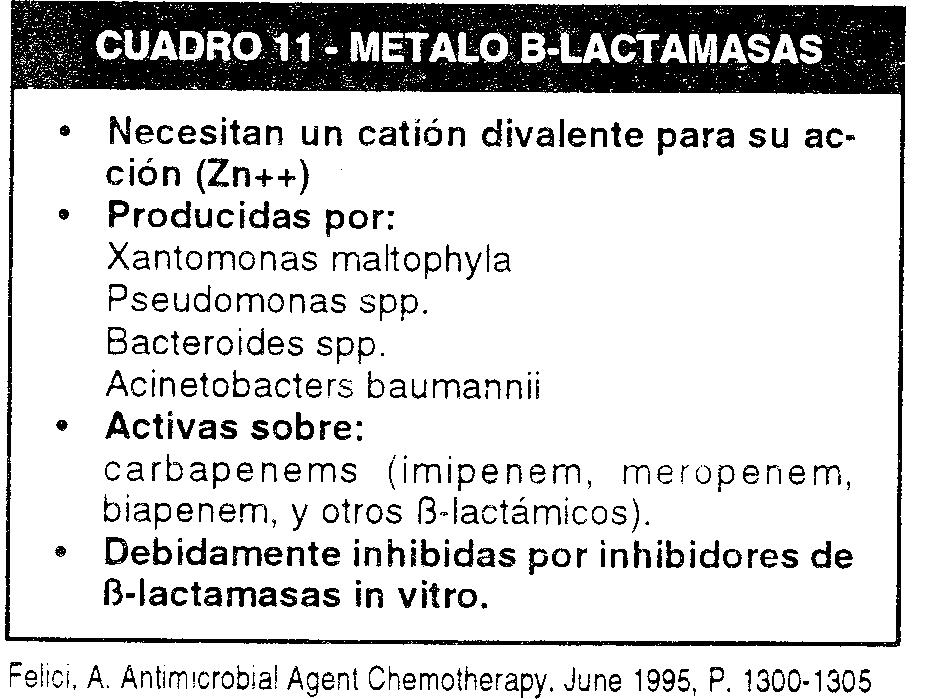 CUADRO 11 - METALO B-LACTAMASAS
• Necesitan un catión divalente para su ac-
ción (Zn++)
• Producidas por:
Xantomonas maltophyla
Pseudomonas spp.
Bacteroides spp.
Acinetobacters baumannii
• Activas sobre:
carbapenems (imipenem, meropenem,
biapenem, y otros ß-lactámicos).
• Debidamente inhibidas por inhibidores de
ß-lactamasas in vitro.
Felici, A. Antimicrobial Agent Chemotherapy. June 1995, P. 1300-1305